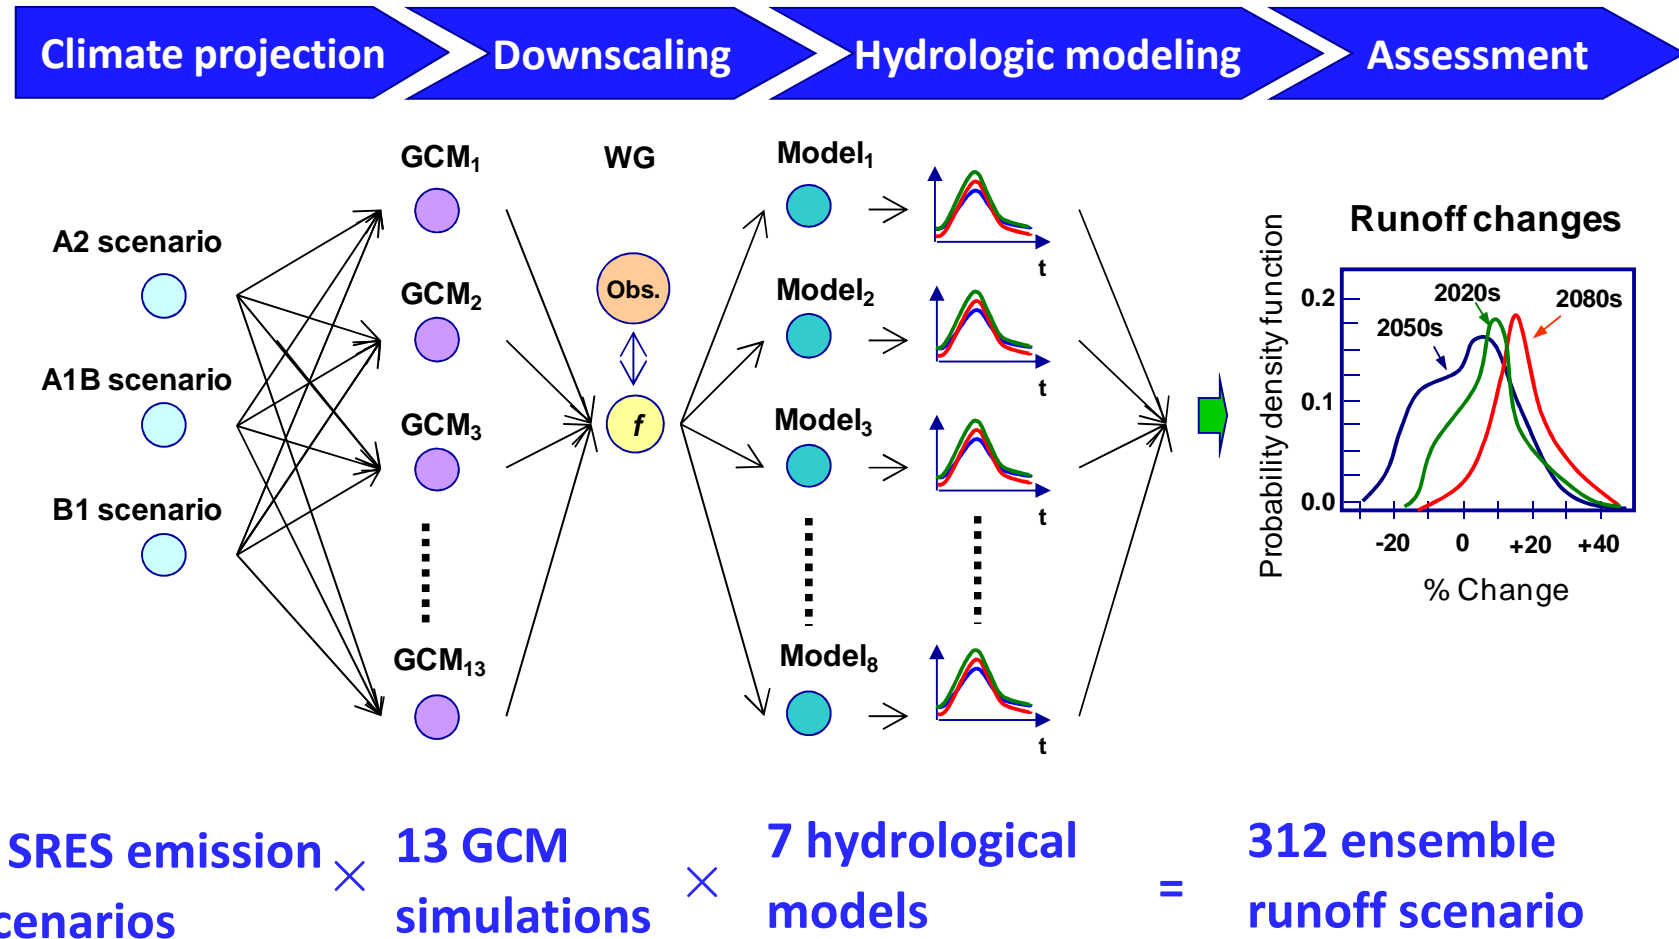 Climate projection
Downscaling
Hydrologic modeling
Assessment
GCM1
WG
Model1
A2 scenario
Obs.
t
Runoff changes
GCM2
Model2
2020s
2080s
0.2
2050s
A1B scenario
t
GCM3
f
Model3
0.1
Probability density function
B1 scenario
t
0.0
-20
0
+20
+40
% Change
GCM13
Model8
t
SRES emission
cenarios
×
13 GCM
simulations
×
7 hydrological
models
=
312 ensemble
runoff scenario